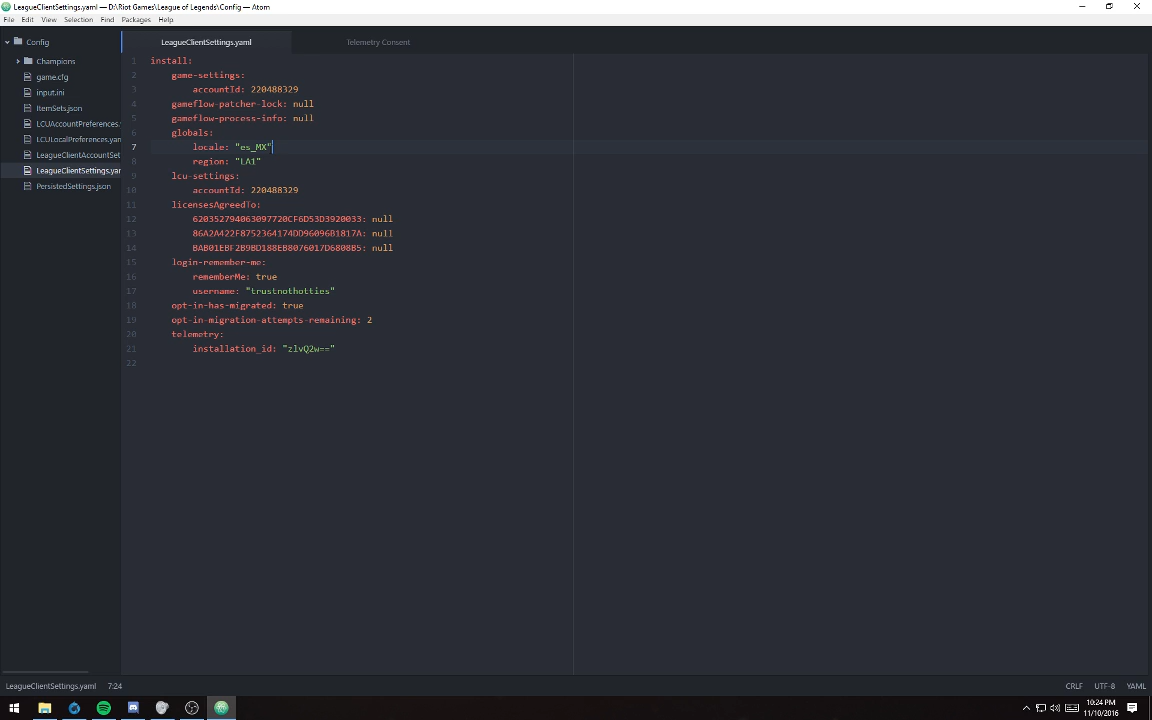 LeagueClientSettings.yaml — D:\Riot Games\League of Legends\Config — Atom
File Edit View Selection Find Packages Help
Config
Champions
game.cfg
input.ini
ItemSets.json
LCUAccountPreferences.
LCULocalPreferences.yam
LeagueClientAccountSet
LeagueClientSettings.yam
PersistedSettings.json
LeagueClientSettings.yaml Telemetry Consent
1 install:
2 game-settings:
3 accountId: 220488329
4 gameflow-patcher-lock: null
5 gameflow-process-info: null
6 globals:
7 locale: "es_MX"
8 region: "LA1"
9 lcu-settings:
10 accountId: 220488329
11 licensesAgreedTo:
12 620352794063097720CF6D53D3920033: null
13 86A2A422F8752364174DD9609681817A: null
14 BAB01EBF2B9BD188EB8076017D6808B5: null
15 login-remember-me:
16 rememberMe: true
17 username: "trustnothotties"
18 opt-in-has-migrated: true
19 opt-in-migration-attempts-remaining: 2
20 telemetry:
21 installation_id: "zlvQ2w=="
22
LeagueClientSettings.yaml 7:24 CRLF UTF-8 YAML
10:24 PM
11/10/2016